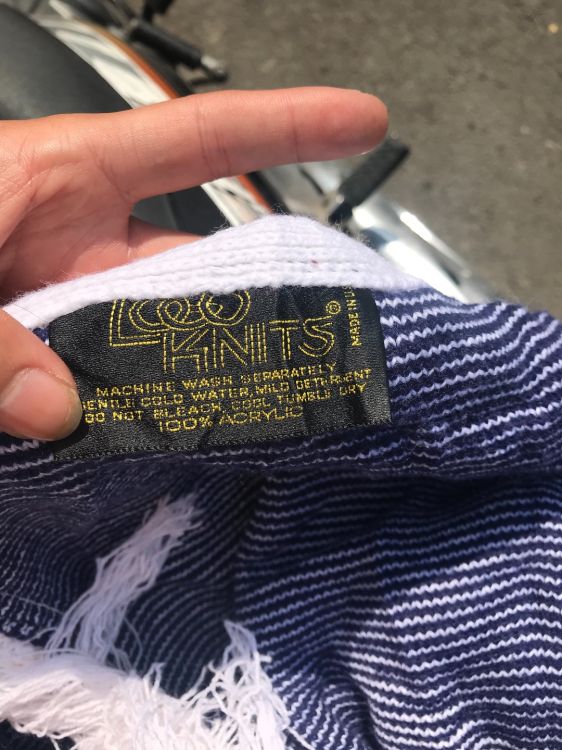 LOGO
KNITS®
MACHINE WASH SEPARATELY
GENTLE COLD WATER, MILD DETERGENT
DO NOT BLEACH, COOL TUMBLE DRY
100% ACRYLIC
MADE IN